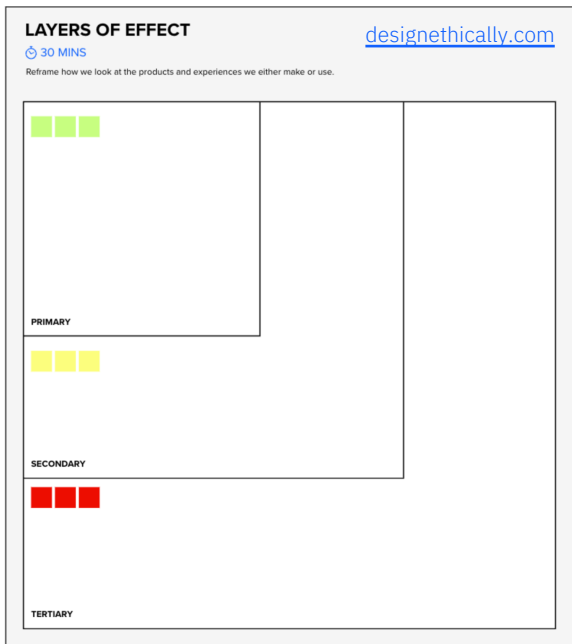 LAYERS OF EFFECT
designethically.com
30 MINS
Reframe how we look at the products and experiences we either make or use.
PRIMARY
SECONDARY
TERTIARY